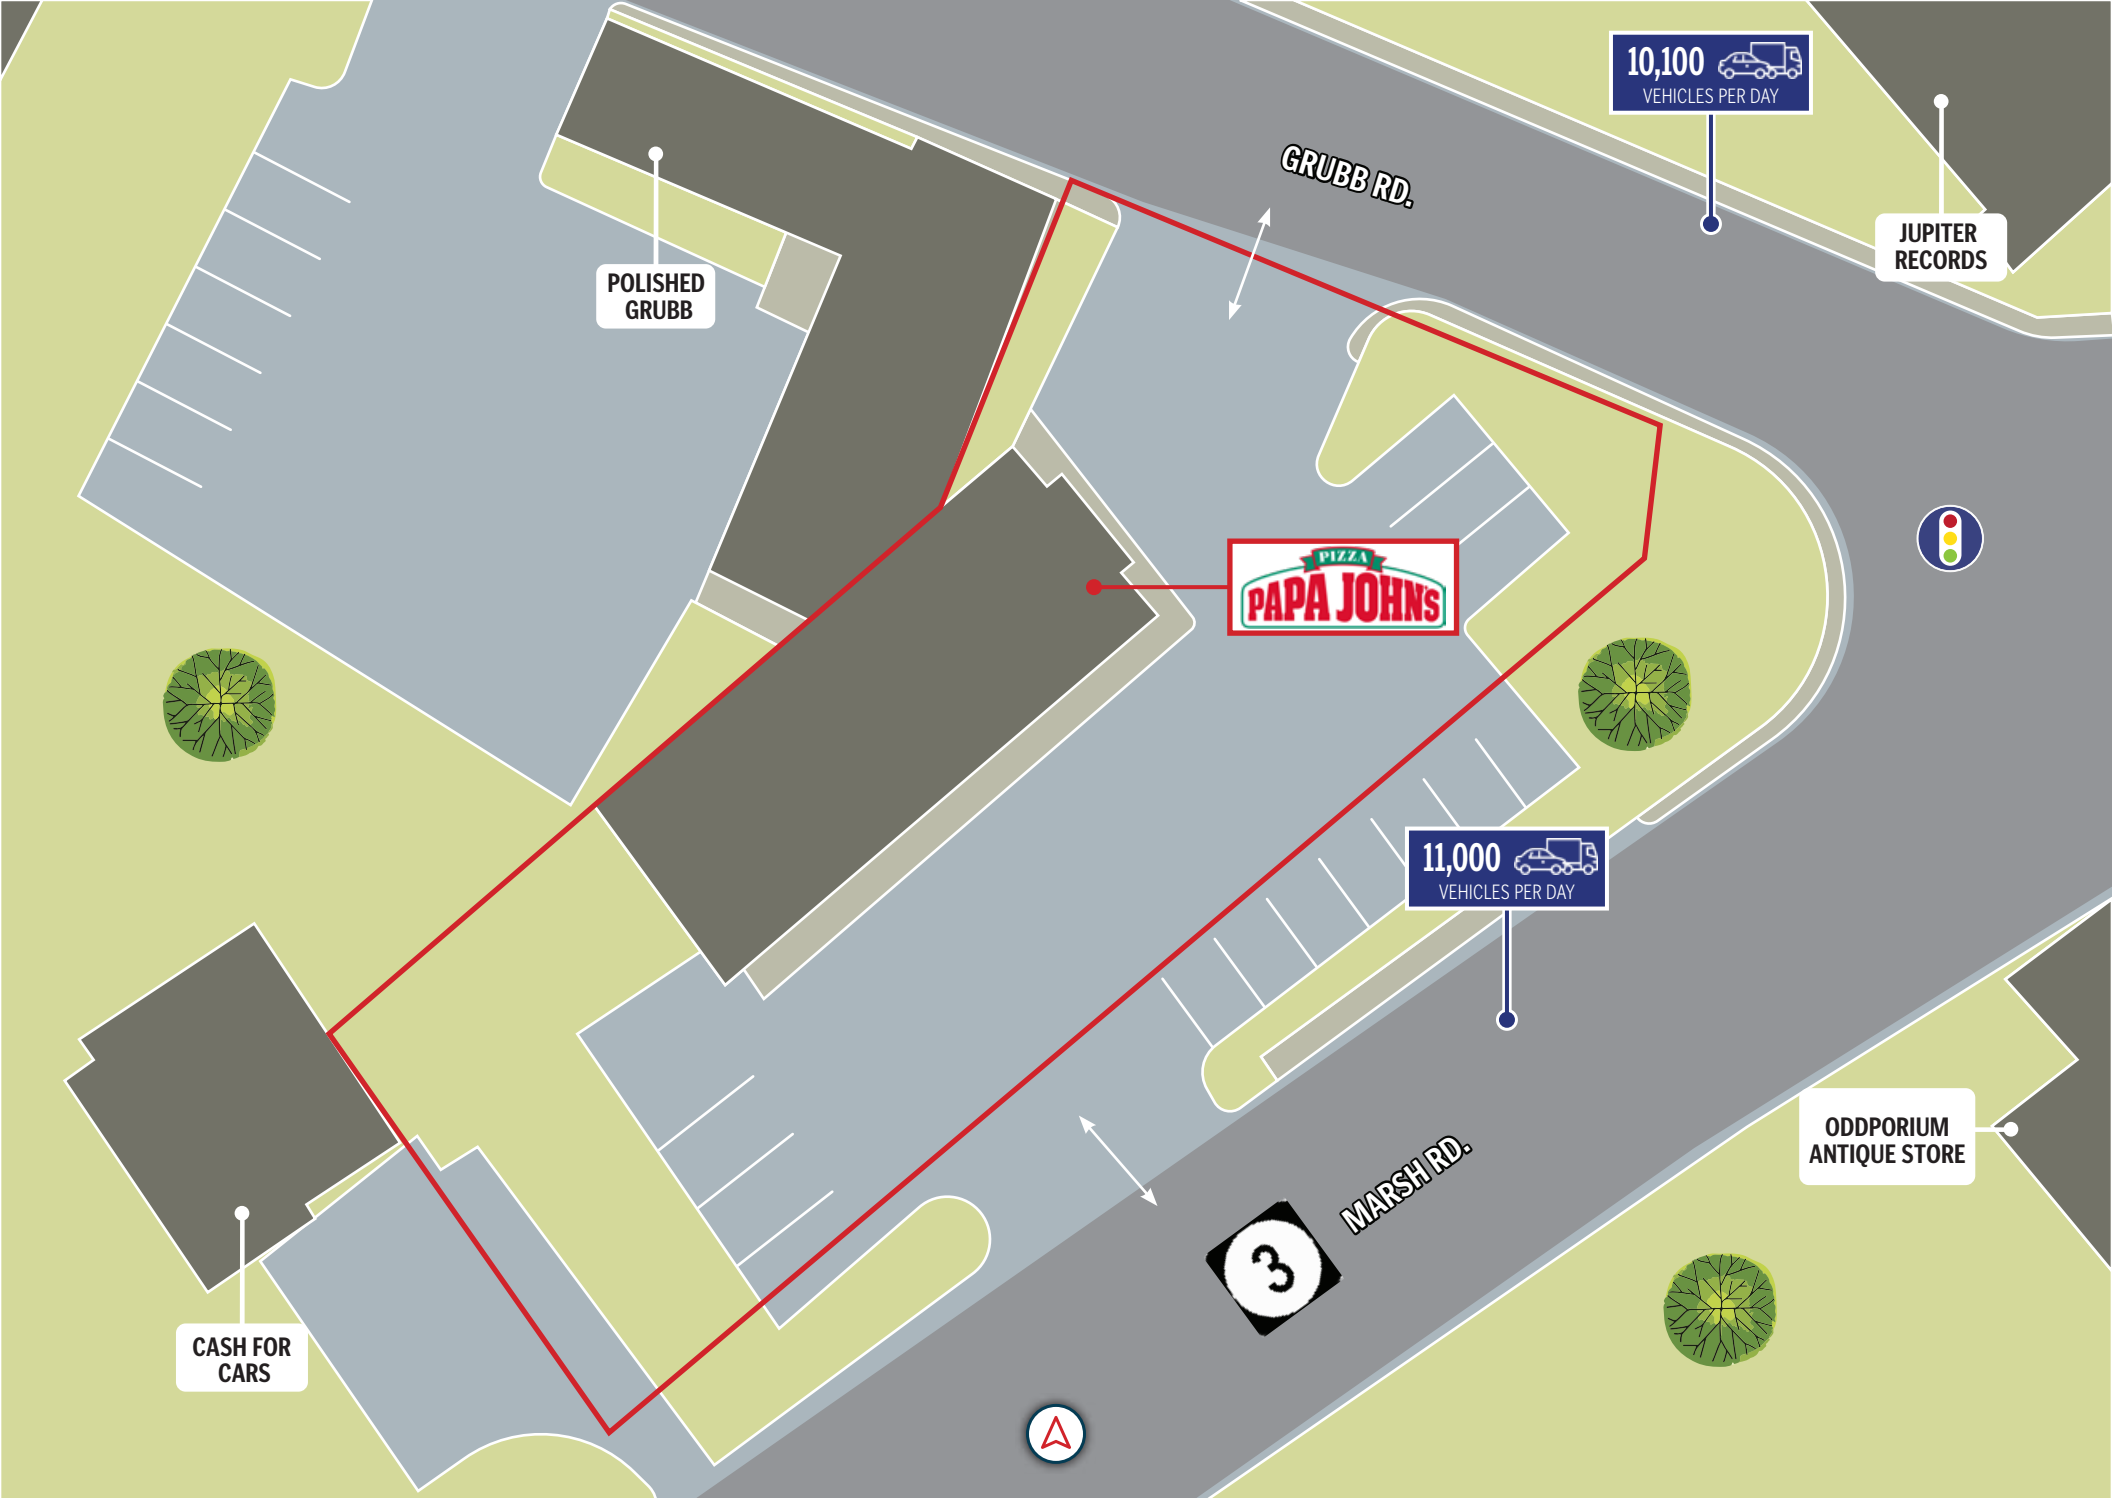 10,100
VEHICLES PER DAY
GRUBB RD.
JUPITER
RECORDS
POLISHED
GRUBB
PIZZA
PAPA JOHN'S
11,000
VEHICLES PER DAY
ODDPORIUM
ANTIQUE STORE
MARSH RD.
3
CASH FOR
CARS